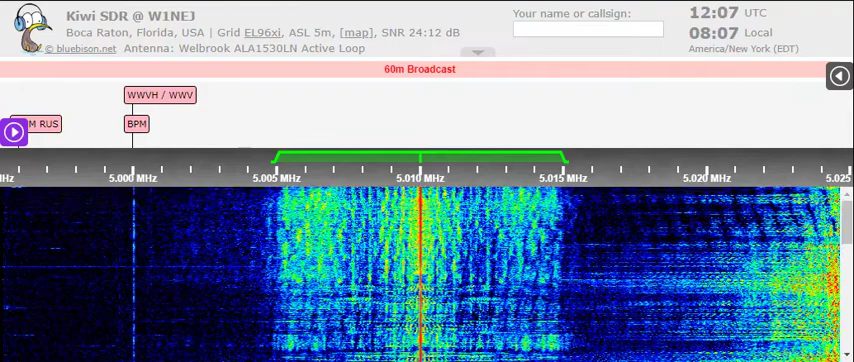 Kiwi SDR @ W1NEJ
Boca Raton, Florida, USA | Grid EL96xi, ASL 5m, [map], SNR 24:12 dB
© bluebison.net Antenna: Welbrook ALA1530LN Active Loop
Your name or callsign:
12:07 UTC
08:07 Local
America/New York (EDT)
60m Broadcast
WWVH / WWV
M RUS
BPM
Hz
5.000 MHz
5.005 MHz
5.010 MHz
5.015 MHz
5.020 MHz
5.025